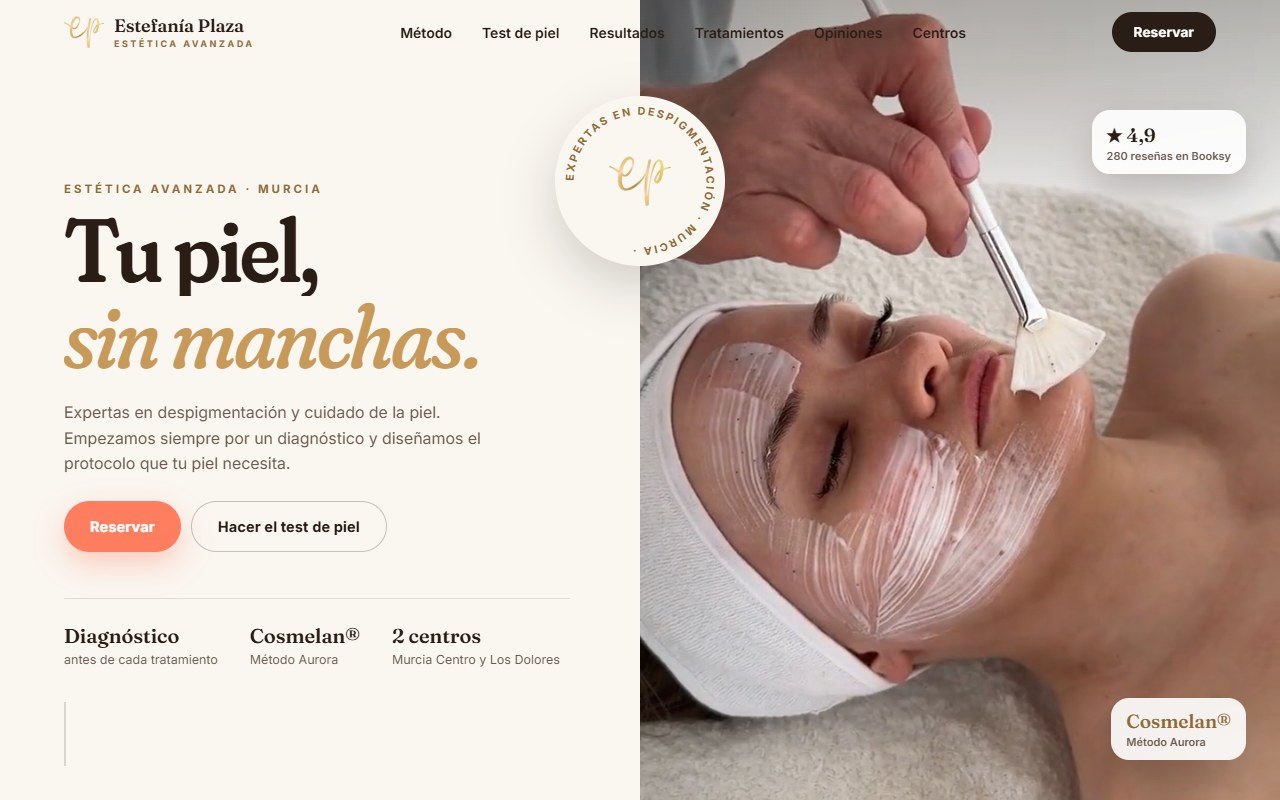 ep
Estefanía Plaza
ESTÉTICA AVANZADA
Método
Test de piel
Resultados
Tratamientos
Opiniones
Centros
Reservar
EXPERTAS EN DESPIGMENTACIÓN · MURCIA ·
ep
★ 4,9
280 reseñas en Booksy
ESTÉTICA AVANZADA · MURCIA
Tu piel,
sin manchas.
Expertas en despigmentación y cuidado de la piel.
Empezamos siempre por un diagnóstico y diseñamos el
protocolo que tu piel necesita.
Reservar
Hacer el test de piel
Diagnóstico
antes de cada tratamiento
Cosmelan®
Método Aurora
2 centros
Murcia Centro y Los Dolores
Cosmelan®
Método Aurora